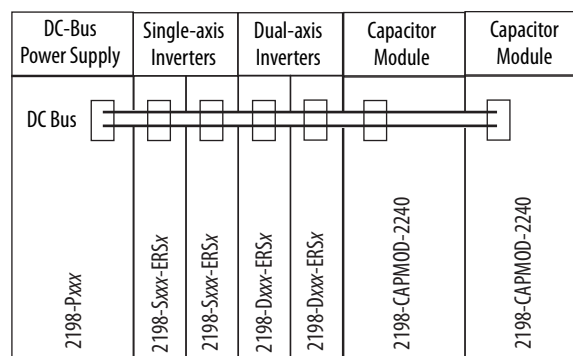 DC-Bus
Power Supply
Single-axis
Inverters
Dual-axis
Inverters
Capacitor
Module
Capacitor
Module
DC Bus
2198-Pxxx
2198-Sxxx-ERSx
2198-Sxxx-ERSx
2198-Dxxx-ERSx
2198-Dxxx-ERSx
2198-CAPMOD-2240
2198-CAPMOD-2240